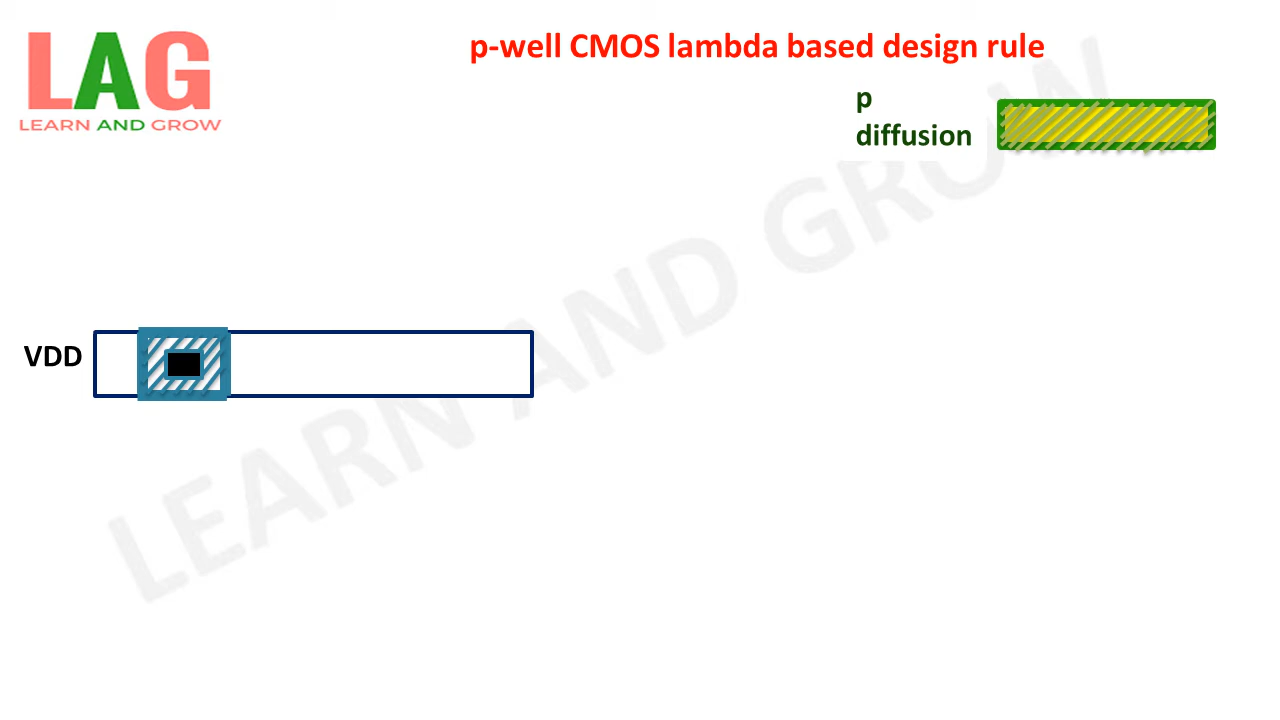 LAG
LEARN AND GROW
p-well CMOS lambda based design rule
p
diffusion
VDD
LEARN AND GROW